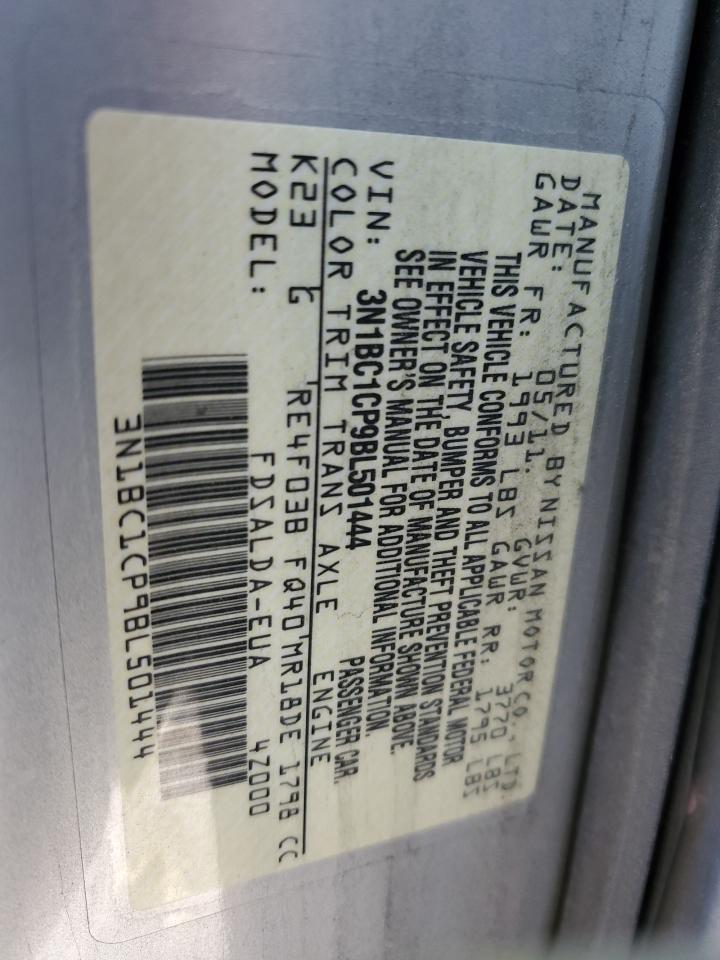 MANUFACTURED BY NISSAN MOTOR CO., LTD.
DATE: 05/11. GVWR: 3770 LBS
GAWR FR: 1993 LBS GAWR RR: 1795 LBS
THIS VEHICLE CONFORMS TO ALL APPLICABLE FEDERAL MOTOR
VEHICLE SAFETY, BUMPER AND THEFT PREVENTION STANDARDS
IN EFFECT ON THE DATE OF MANUFACTURE SHOWN ABOVE.
SEE OWNER'S MANUAL FOR ADDITIONAL INFORMATION.
VIN: 3N1BC1CP9BL501444 PASSENGER CAR.
COLOR TRIM TRANS AXLE ENGINE
K23 G RE4F03B FQ40 MR18DE 1798 CC
MODEL: FDSALDA-EUA 4Z000
3N1BC1CP9BL501444